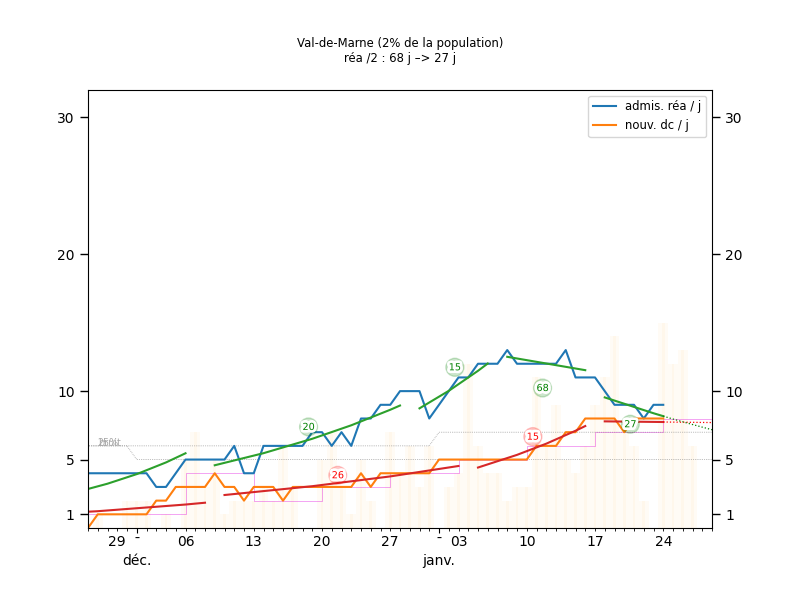 Val-de-Marne (2% de la population)
réa /2 : 68 j –> 27 j
admis. réa / j
nouv. dc / j
30 30
20 20
10 10
5 5
1 1
15
68
20
15
27
26
29 06 13 20 27 03 10 17 24
déc. janv.